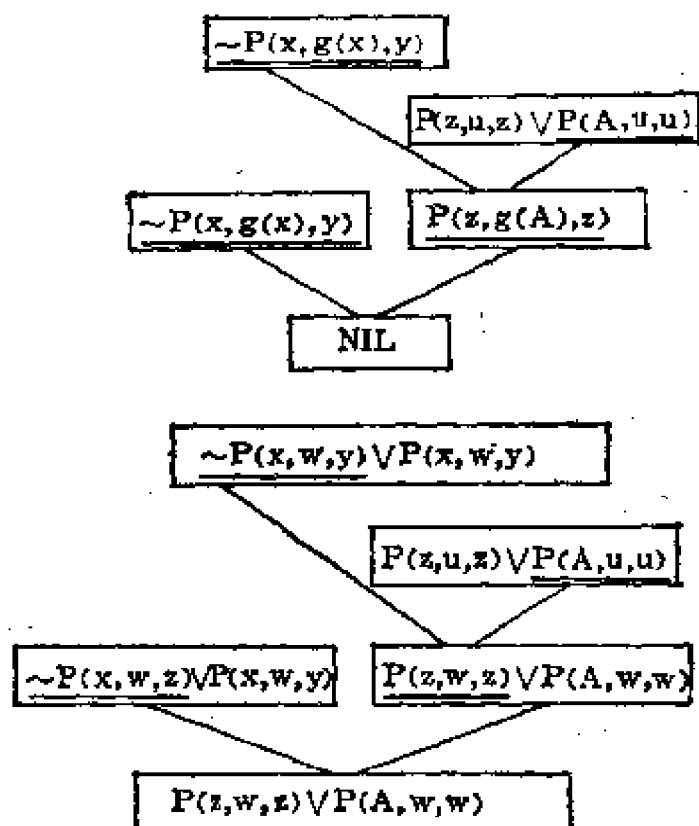 ~P(x,g(x),y)
P(z,u,z)∨P(A,u,u)
~P(x,g(x),y)
P(z,g(A),z)
NIL
~P(x,w,y)∨P(x,w,y)
P(z,u,z)∨P(A,u,u)
~P(x,w,z)∨P(x,w,y)
P(z,w,z)∨P(A,w,w)
P(z,w,z)∨P(A,w,w)